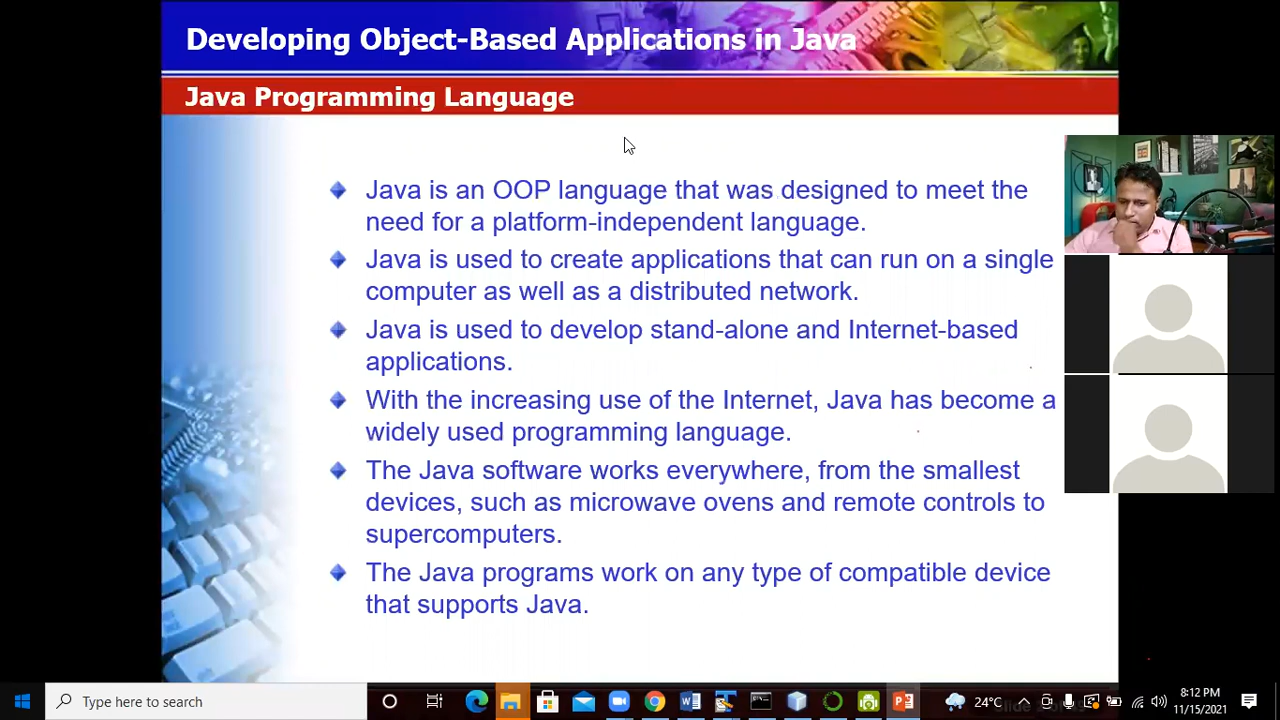 Developing Object-Based Applications in Java
Java Programming Language
Java is an OOP language that was designed to meet the
need for a platform-independent language.
Java is used to create applications that can run on a single
computer as well as a distributed network.
Java is used to develop stand-alone and Internet-based
applications.
With the increasing use of the Internet, Java has become a
widely used programming language.
The Java software works everywhere, from the smallest
devices, such as microwave ovens and remote controls to
supercomputers.
The Java programs work on any type of compatible device
that supports Java.
Type here to search
24°C
8:12 PM
11/15/2021